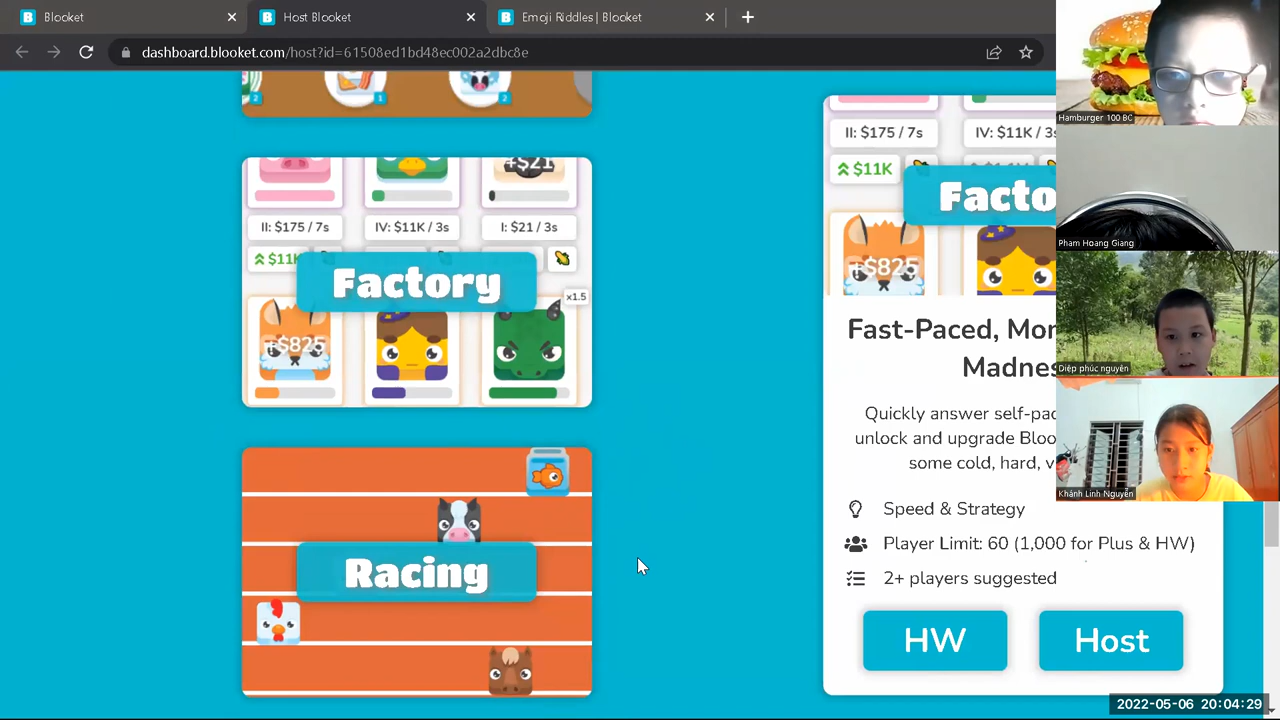 Blooket
Host Blooket
Emoji Riddles | Blooket
dashboard.blooket.com/host?id=61508ed1bd48ec002a2dbc8e
2
1
2
+$21
II: $175 / 7s
IV: $11K / 3s
I: $21 / 3s
$11K
Factory
x1.5
+$825
Racing
II: $175 / 7s
IV: $11K / 3s
$11K
Facto
+$825
Fast-Paced, Mon
Madnes
Quickly answer self-pac
unlock and upgrade Bloo
some cold, hard, v
Speed & Strategy
Player Limit: 60 (1,000 for Plus & HW)
2+ players suggested
HW
Host
Hamburger 100 BC
Pham Hoang Giang
Diệp phúc nguyên
Khánh Linh Nguyễn
2022-05-06 20:04:29